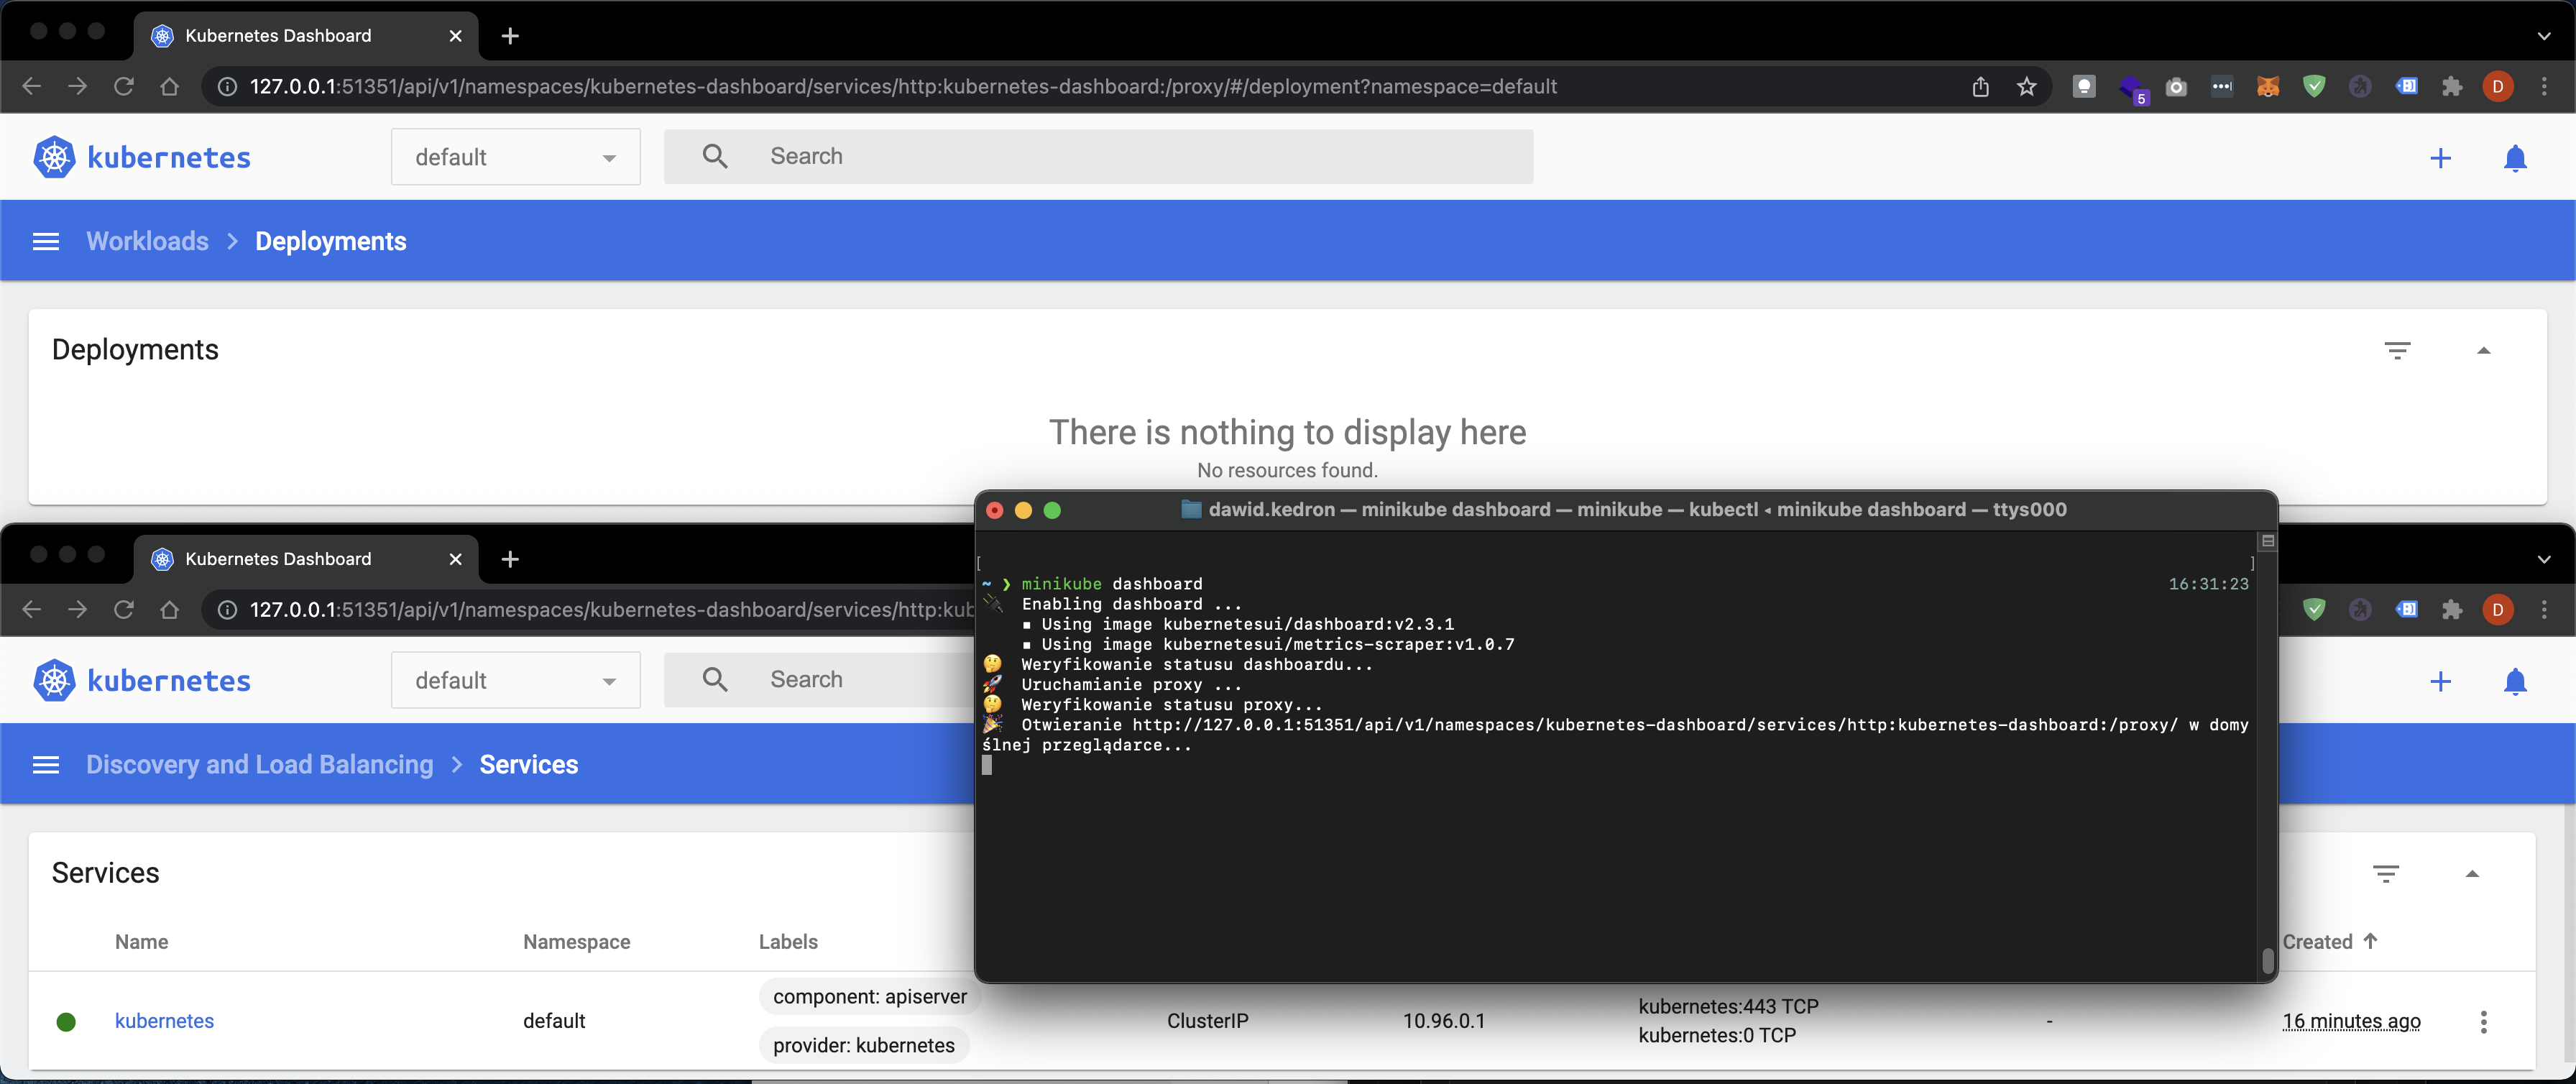 Kubernetes Dashboard
127.0.0.1:51351/api/v1/namespaces/kubernetes-dashboard/services/http:kubernetes-dashboard:/proxy/#/deployment?namespace=default
5
D
kubernetes
default
Search
Workloads > Deployments
Deployments
There is nothing to display here
No resources found.
dawid.kedron — minikube dashboard — minikube — kubectl ◂ minikube dashboard — ttys000
[ ]
~ ❯ minikube dashboard 16:31:23
🔌 Enabling dashboard ...
▪ Using image kubernetesui/dashboard:v2.3.1
▪ Using image kubernetesui/metrics-scraper:v1.0.7
🤔 Weryfikowanie statusu dashboardu...
🚀 Uruchamianie proxy ...
🤔 Weryfikowanie statusu proxy...
🎉 Otwieranie http://127.0.0.1:51351/api/v1/namespaces/kubernetes-dashboard/services/http:kubernetes-dashboard:/proxy/ w domy
ślnej przeglądarce...
Kubernetes Dashboard
127.0.0.1:51351/api/v1/namespaces/kubernetes-dashboard/services/http:kub
D
kubernetes
default
Search
Discovery and Load Balancing > Services
Services
Name Namespace Labels Created ↑
kubernetes default component: apiserver
provider: kubernetes
ClusterIP 10.96.0.1 kubernetes:443 TCP
kubernetes:0 TCP
- 16 minutes ago